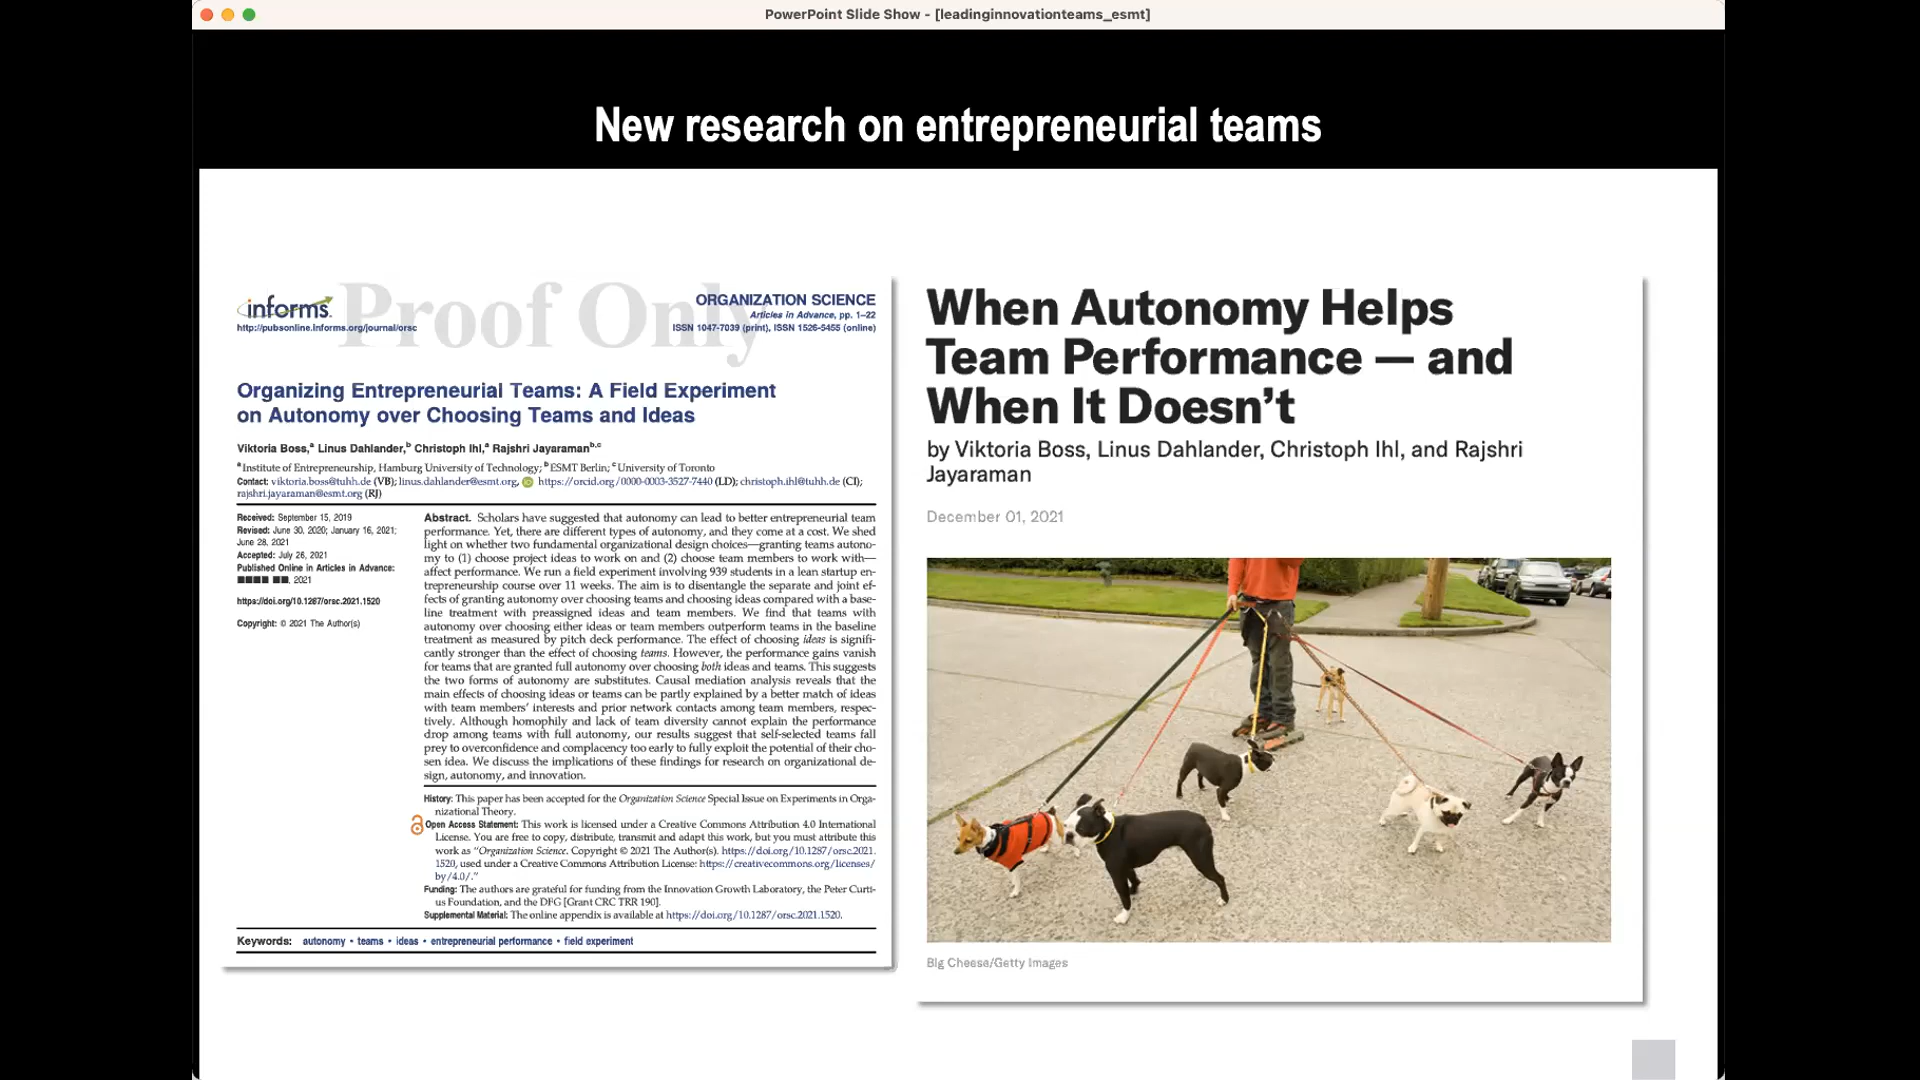 PowerPoint Slide Show - [leadinginnovationteams_esmt]
New research on entrepreneurial teams
Proof Only
informs.
http://pubsonline.informs.org/journal/orsc
ORGANIZATION SCIENCE
Articles in Advance, pp. 1–22
ISSN 1047-7039 (print), ISSN 1526-5455 (online)
Organizing Entrepreneurial Teams: A Field Experiment
on Autonomy over Choosing Teams and Ideas
Viktoria Boss,a Linus Dahlander,b Christoph Ihl,a Rajshri Jayaramanb,c
a Institute of Entrepreneurship, Hamburg University of Technology; b ESMT Berlin; c University of Toronto
Contact: viktoria.boss@tuhh.de (VB); linus.dahlander@esmt.org, https://orcid.org/0000-0003-3527-7440 (LD); christoph.ihl@tuhh.de (CI);
rajshri.jayaraman@esmt.org (RJ)
Received: September 15, 2019
Revised: June 30, 2020; January 16, 2021;
June 28, 2021
Accepted: July 26, 2021
Published Online in Articles in Advance:
■■■■ ■■, 2021
https://doi.org/10.1287/orsc.2021.1520
Copyright: © 2021 The Author(s)
Abstract. Scholars have suggested that autonomy can lead to better entrepreneurial team
performance. Yet, there are different types of autonomy, and they come at a cost. We shed
light on whether two fundamental organizational design choices—granting teams autono-
my to (1) choose project ideas to work on and (2) choose team members to work with—
affect performance. We run a field experiment involving 939 students in a lean startup en-
trepreneurship course over 11 weeks. The aim is to disentangle the separate and joint ef-
fects of granting autonomy over choosing teams and choosing ideas compared with a base-
line treatment with preassigned ideas and team members. We find that teams with
autonomy over choosing either ideas or team members outperform teams in the baseline
treatment as measured by pitch deck performance. The effect of choosing ideas is signifi-
cantly stronger than the effect of choosing teams. However, the performance gains vanish
for teams that are granted full autonomy over choosing both ideas and teams. This suggests
the two forms of autonomy are substitutes. Causal mediation analysis reveals that the
main effects of choosing ideas or teams can be partly explained by a better match of ideas
with team members' interests and prior network contacts among team members, respec-
tively. Although homophily and lack of team diversity cannot explain the performance
drop among teams with full autonomy, our results suggest that self-selected teams fall
prey to overconfidence and complacency too early to fully exploit the potential of their cho-
sen idea. We discuss the implications of these findings for research on organizational de-
sign, autonomy, and innovation.
History: This paper has been accepted for the Organization Science Special Issue on Experiments in Orga-
nizational Theory.
Open Access Statement: This work is licensed under a Creative Commons Attribution 4.0 International
License. You are free to copy, distribute, transmit and adapt this work, but you must attribute this
work as "Organization Science. Copyright © 2021 The Author(s). https://doi.org/10.1287/orsc.2021.
1520, used under a Creative Commons Attribution License: https://creativecommons.org/licenses/
by/4.0/."
Funding: The authors are grateful for funding from the Innovation Growth Laboratory, the Peter Curti-
us Foundation, and the DFG [Grant CRC TRR 190].
Supplemental Material: The online appendix is available at https://doi.org/10.1287/orsc.2021.1520.
Keywords: autonomy • teams • ideas • entrepreneurial performance • field experiment
When Autonomy Helps
Team Performance — and
When It Doesn't
by Viktoria Boss, Linus Dahlander, Christoph Ihl, and Rajshri
Jayaraman
December 01, 2021
Big Cheese/Getty Images